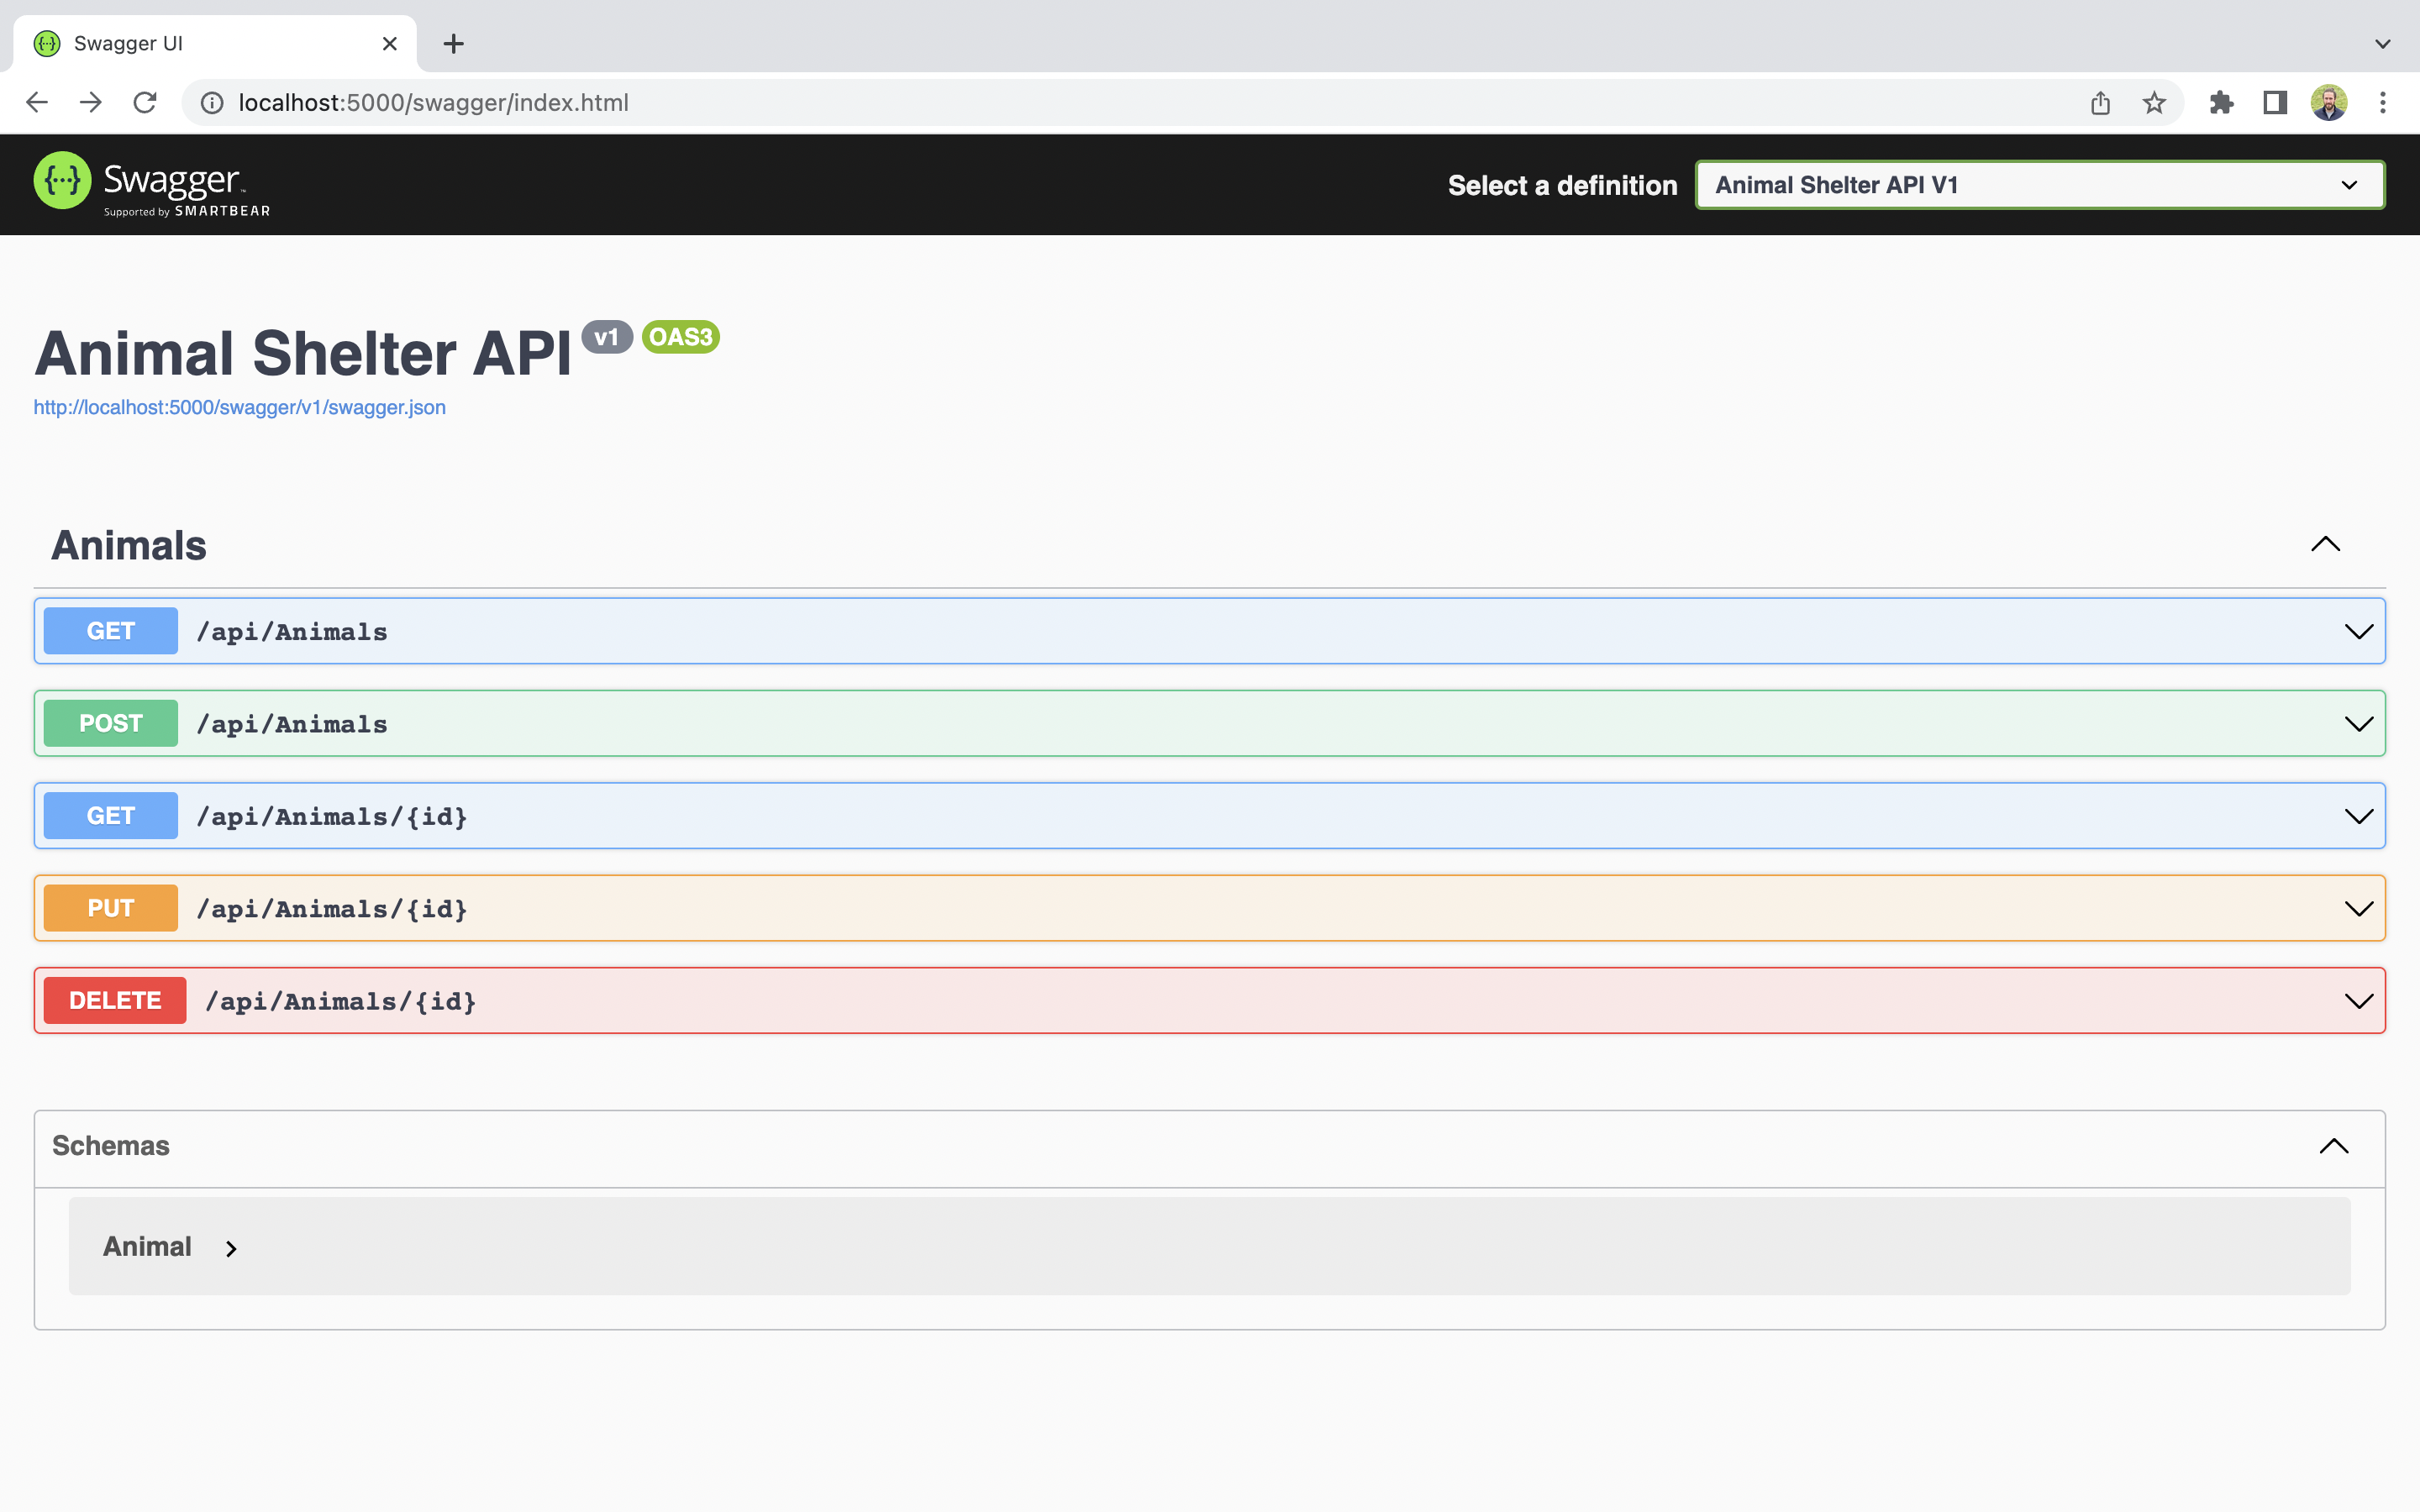 Swagger UI
localhost:5000/swagger/index.html
Swagger™
Supported by SMARTBEAR
Select a definition
Animal Shelter API V1
Animal Shelter API v1 OAS3
http://localhost:5000/swagger/v1/swagger.json
Animals
GET /api/Animals
POST /api/Animals
GET /api/Animals/{id}
PUT /api/Animals/{id}
DELETE /api/Animals/{id}
Schemas
Animal